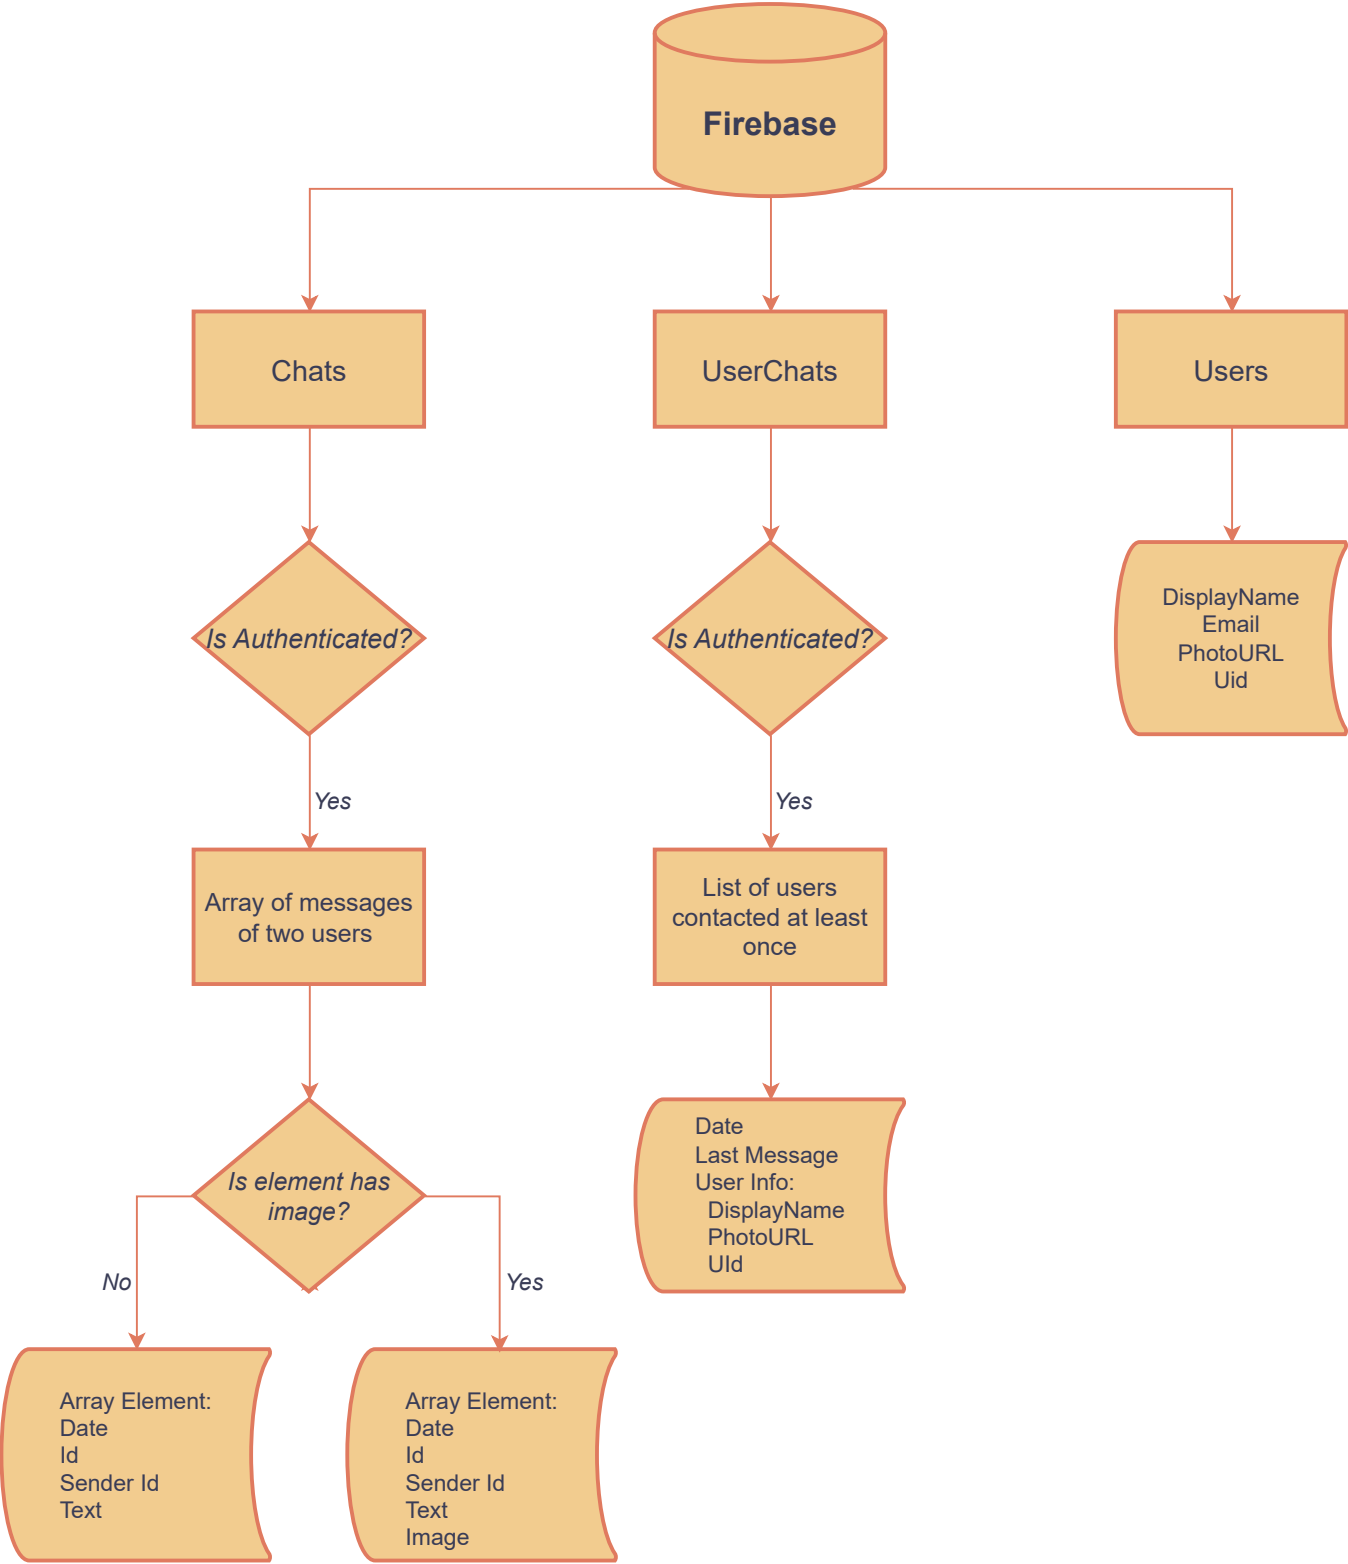 Firebase
Chats
UserChats
Users
Is Authenticated?
Is Authenticated?
DisplayName
Email
PhotoURL
Uid
Yes
Yes
Array of messages
of two users
List of users
contacted at least
once
Is element has
image?
Date
Last Message
User Info:
DisplayName
PhotoURL
UId
No
Yes
Array Element:
Date
Id
Sender Id
Text
Array Element:
Date
Id
Sender Id
Text
Image